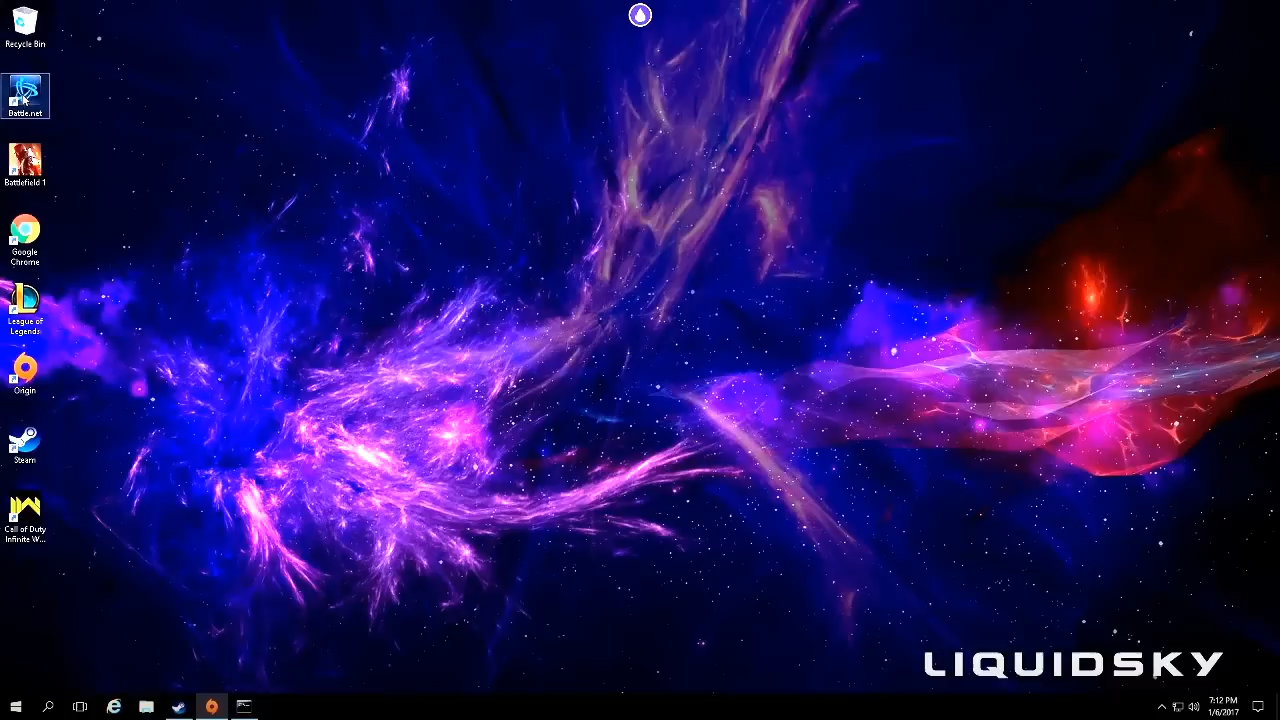 Recycle Bin
Battle.net
Battlefield 1
Google
Chrome
League of
Legends
Origin
Steam
Call of Duty
Infinite W...
LIQUIDSKY
7:12 PM
1/6/2017